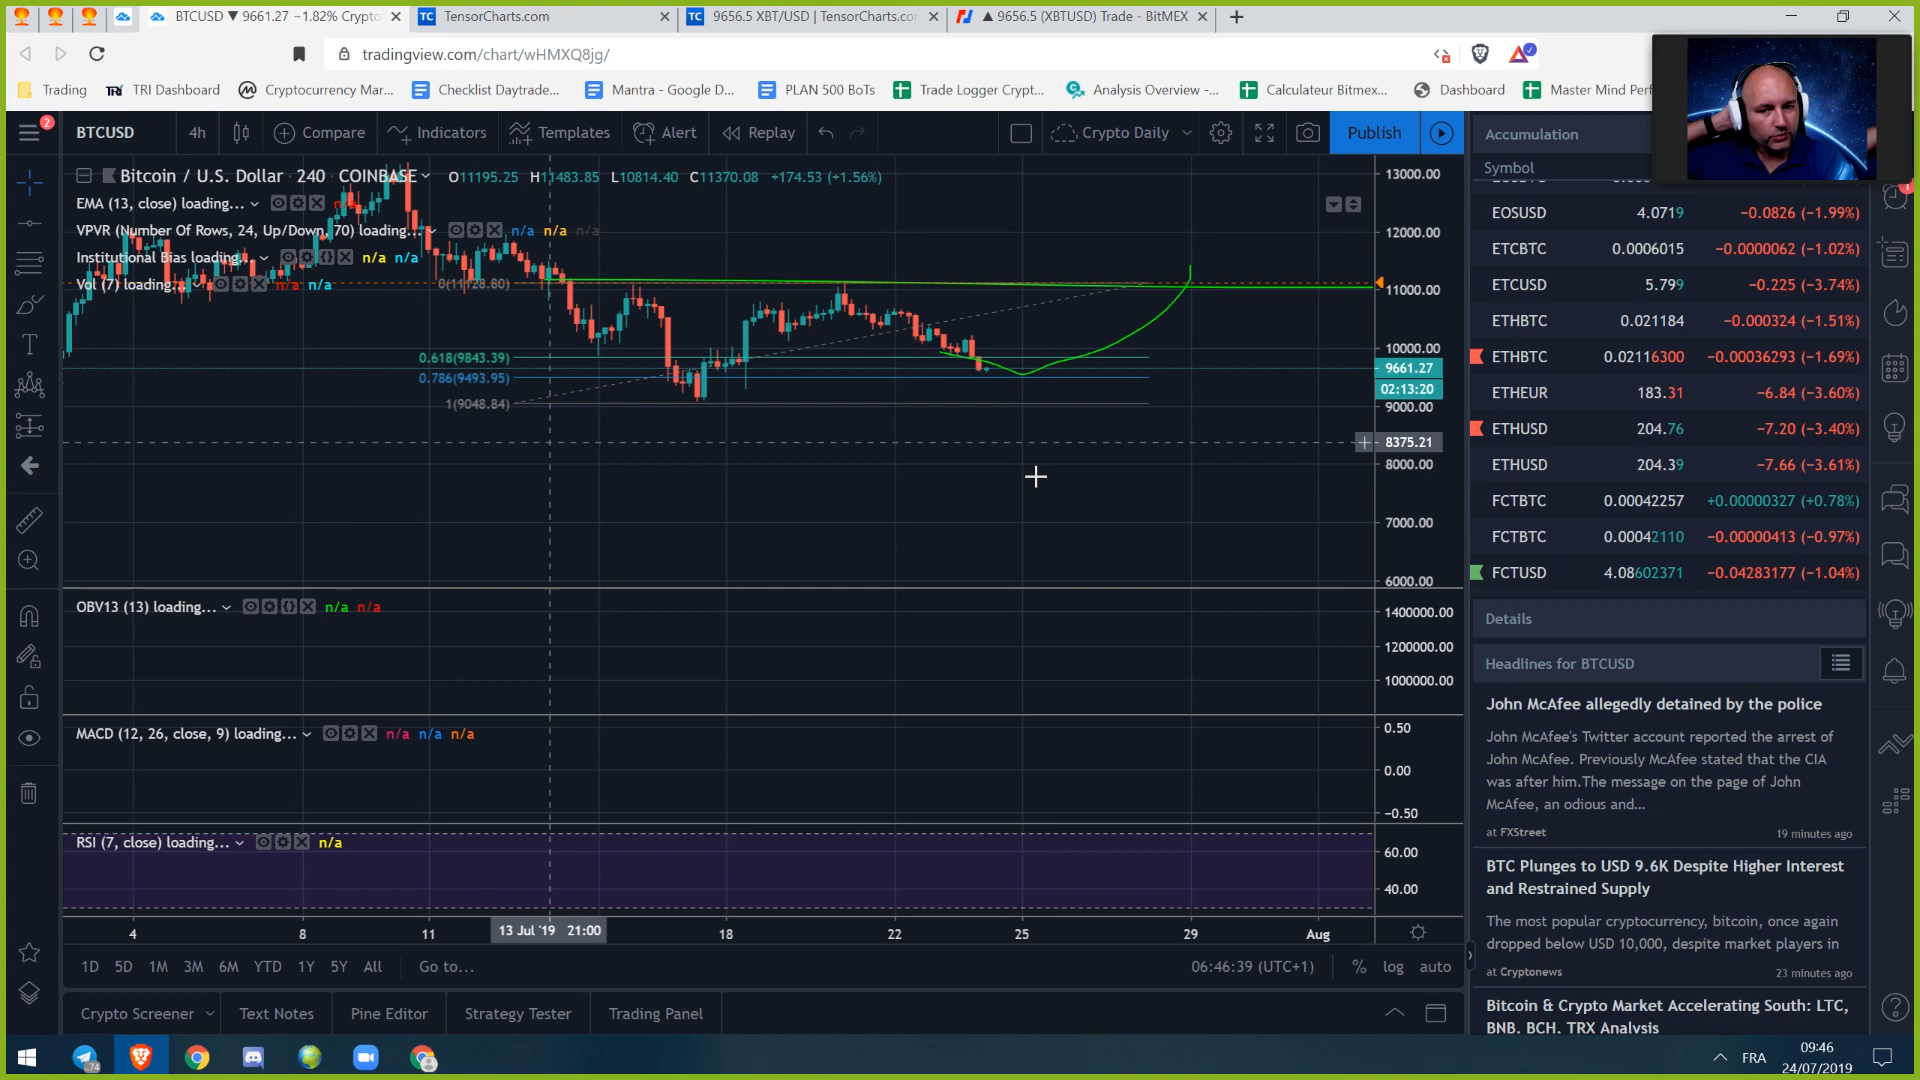 BTCUSD ▼ 9661.27 −1.82% Crypto
TensorCharts.com
9656.5 XBT/USD | TensorCharts.co
▲ 9656.5 (XBTUSD) Trade - BitMEX
tradingview.com/chart/wHMXQ8jg/
Trading
TRI Dashboard
Cryptocurrency Mar...
Checklist Daytrade...
Mantra - Google D...
PLAN 500 BoTs
Trade Logger Crypt...
Analysis Overview -...
Calculateur Bitmex...
Dashboard
Master Mind Per
2
BTCUSD
4h
Compare
Indicators
Templates
Alert
Replay
Crypto Daily
Publish
Accumulation
Symbol
Bitcoin / U.S. Dollar 240 COINBASE
O11195.25 H11483.85 L10814.40 C11370.08 +174.53 (+1.56%)
EMA (13, close) loading... n/a
VPVR (Number Of Rows, 24, Up/Down, 70) loading... n/a n/a n/a
Institutional Bias loading... n/a n/a
Vol (7) loading... n/a n/a
0(11128.80)
0.618(9843.39)
0.786(9493.95)
1(9048.84)
13000.00
12000.00
11000.00
10000.00
9661.27
02:13:20
9000.00
8375.21
8000.00
7000.00
6000.00
OBV13 (13) loading... n/a n/a
1400000.00
1200000.00
1000000.00
MACD (12, 26, close, 9) loading... n/a n/a n/a
0.50
0.00
−0.50
RSI (7, close) loading... n/a
60.00
40.00
4
8
11
13 Jul '19 21:00
18
22
25
29
Aug
1D 5D 1M 3M 6M YTD 1Y 5Y All Go to...
06:46:39 (UTC+1) % log auto
Crypto Screener
Text Notes
Pine Editor
Strategy Tester
Trading Panel
EOSUSD 4.0719 −0.0826 (−1.99%)
ETCBTC 0.0006015 −0.0000062 (−1.02%)
ETCUSD 5.799 −0.225 (−3.74%)
ETHBTC 0.021184 −0.000324 (−1.51%)
ETHBTC 0.02116300 −0.00036293 (−1.69%)
ETHEUR 183.31 −6.84 (−3.60%)
ETHUSD 204.76 −7.20 (−3.40%)
ETHUSD 204.39 −7.66 (−3.61%)
FCTBTC 0.00042257 +0.00000327 (+0.78%)
FCTBTC 0.00042110 −0.00000413 (−0.97%)
FCTUSD 4.08602371 −0.04283177 (−1.04%)
Details
Headlines for BTCUSD
John McAfee allegedly detained by the police
John McAfee's Twitter account reported the arrest of
John McAfee. Previously McAfee stated that the CIA
was after him.The message on the page of John
McAfee, an odious and...
at FXStreet
19 minutes ago
BTC Plunges to USD 9.6K Despite Higher Interest
and Restrained Supply
The most popular cryptocurrency, bitcoin, once again
dropped below USD 10,000, despite market players in
at Cryptonews
23 minutes ago
Bitcoin & Crypto Market Accelerating South: LTC,
BNB, BCH, TRX Analysis
74
FRA
09:46
24/07/2019